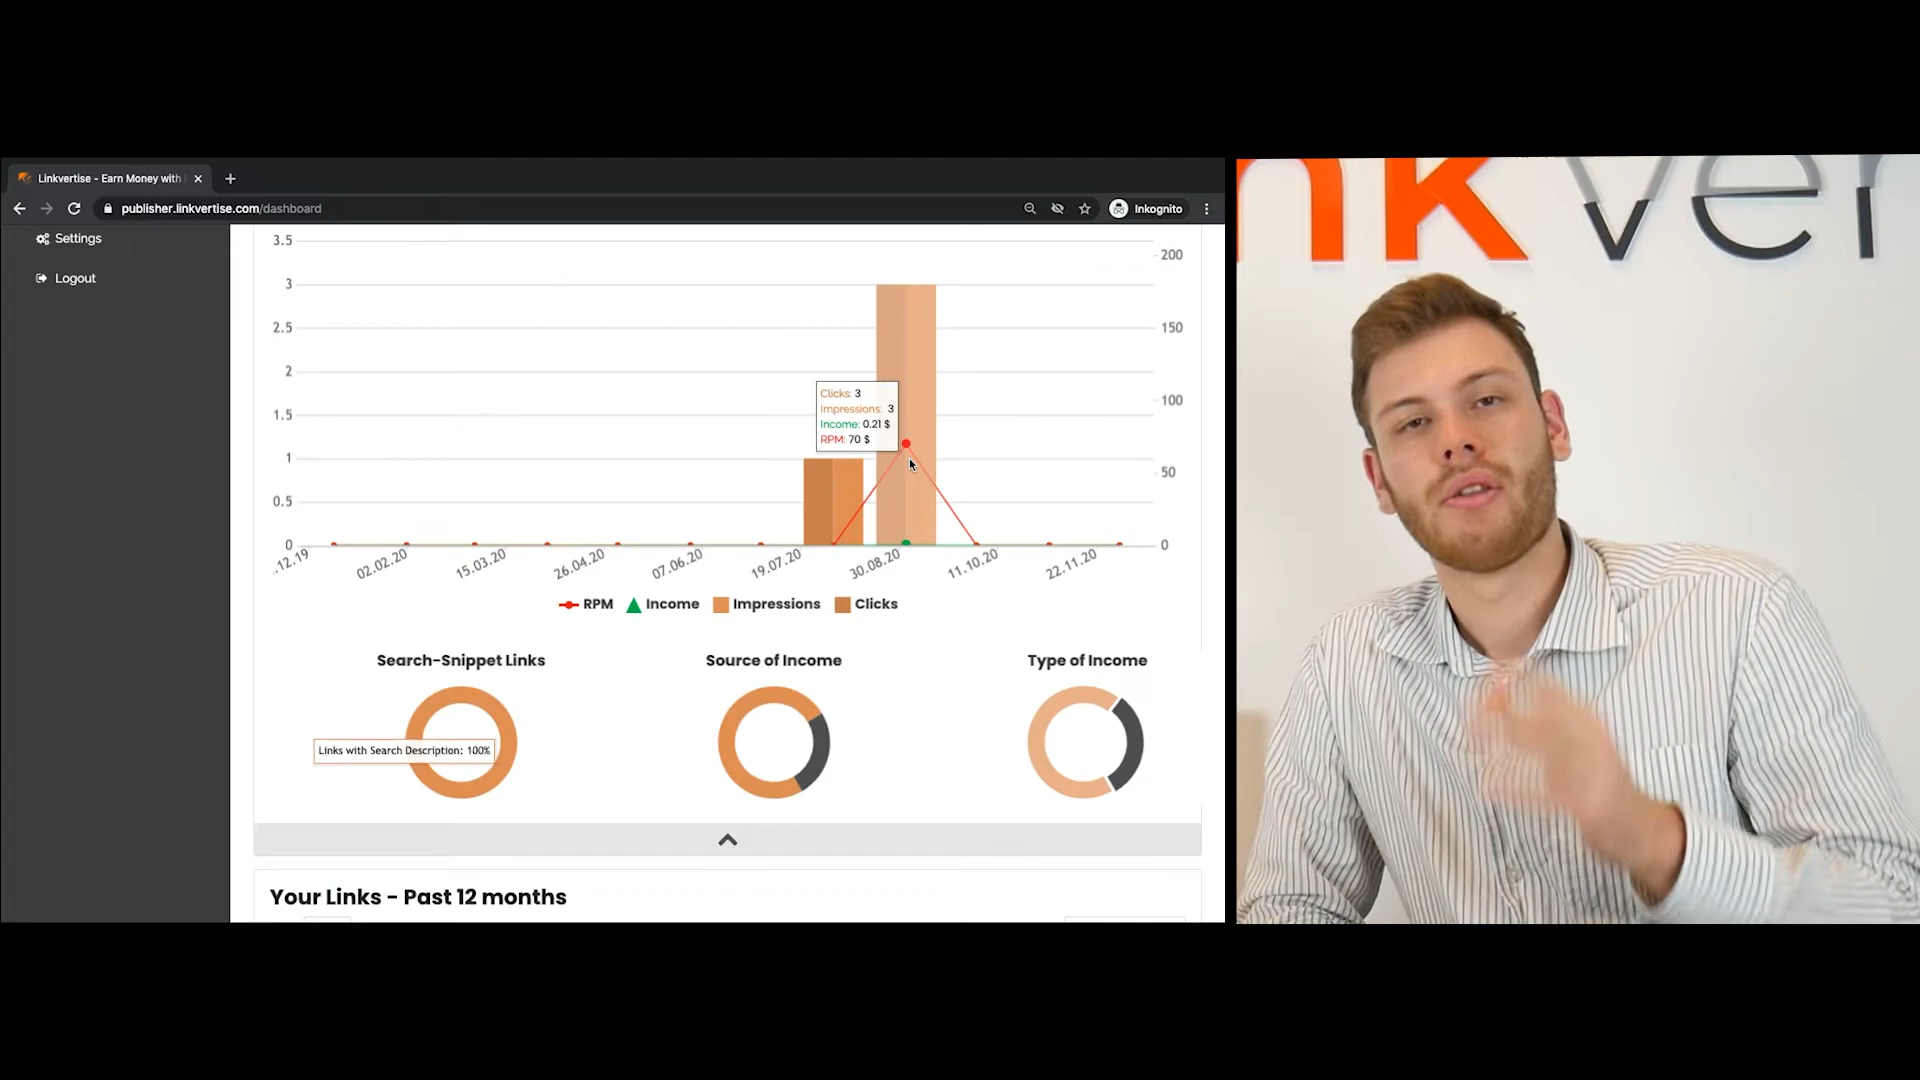 Linkvertise - Earn Money with
publisher.linkvertise.com/dashboard
Inkognito
Settings
Logout
3.5
3
2.5
2
1.5
1
0.5
0
200
150
100
50
0
Clicks: 3
Impressions: 3
Income: 0.21 $
RPM: 70 $
.12.19
02.02.20
15.03.20
26.04.20
07.06.20
19.07.20
30.08.20
11.10.20
22.11.20
RPM Income Impressions Clicks
Search-Snippet Links
Source of Income
Type of Income
Links with Search Description: 100%
Your Links - Past 12 months
nkver